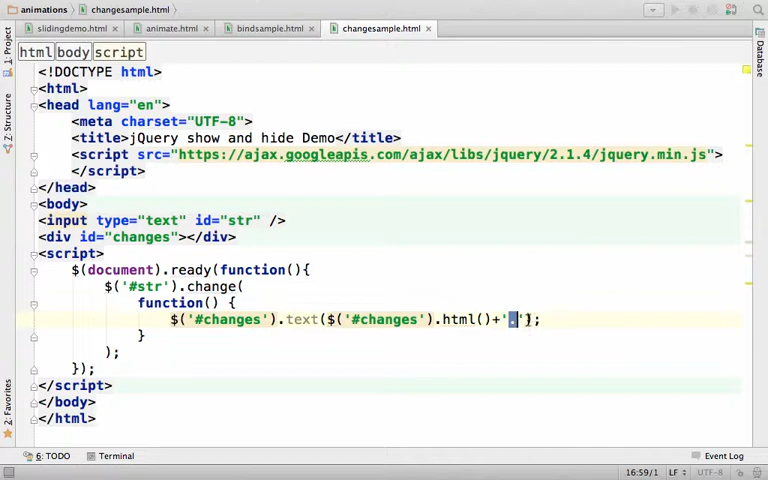 animations changesample.html
slidingdemo.html animate.html bindsample.html changesample.html
html body script
1: Project
7: Structure
2: Favorites
Database
<!DOCTYPE html>
<html>
<head lang="en">
<meta charset="UTF-8">
<title>jQuery show and hide Demo</title>
<script src="https://ajax.googleapis.com/ajax/libs/jquery/2.1.4/jquery.min.js">
</script>
</head>
<body>
<input type="text" id="str" />
<div id="changes"></div>
<script>
$(document).ready(function(){
$('#str').change(
function() {
$('#changes').text($('#changes').html()+'.');
}
);
});
</script>
</body>
</html>
6: TODO Terminal Event Log
16:59/1 LF UTF-8